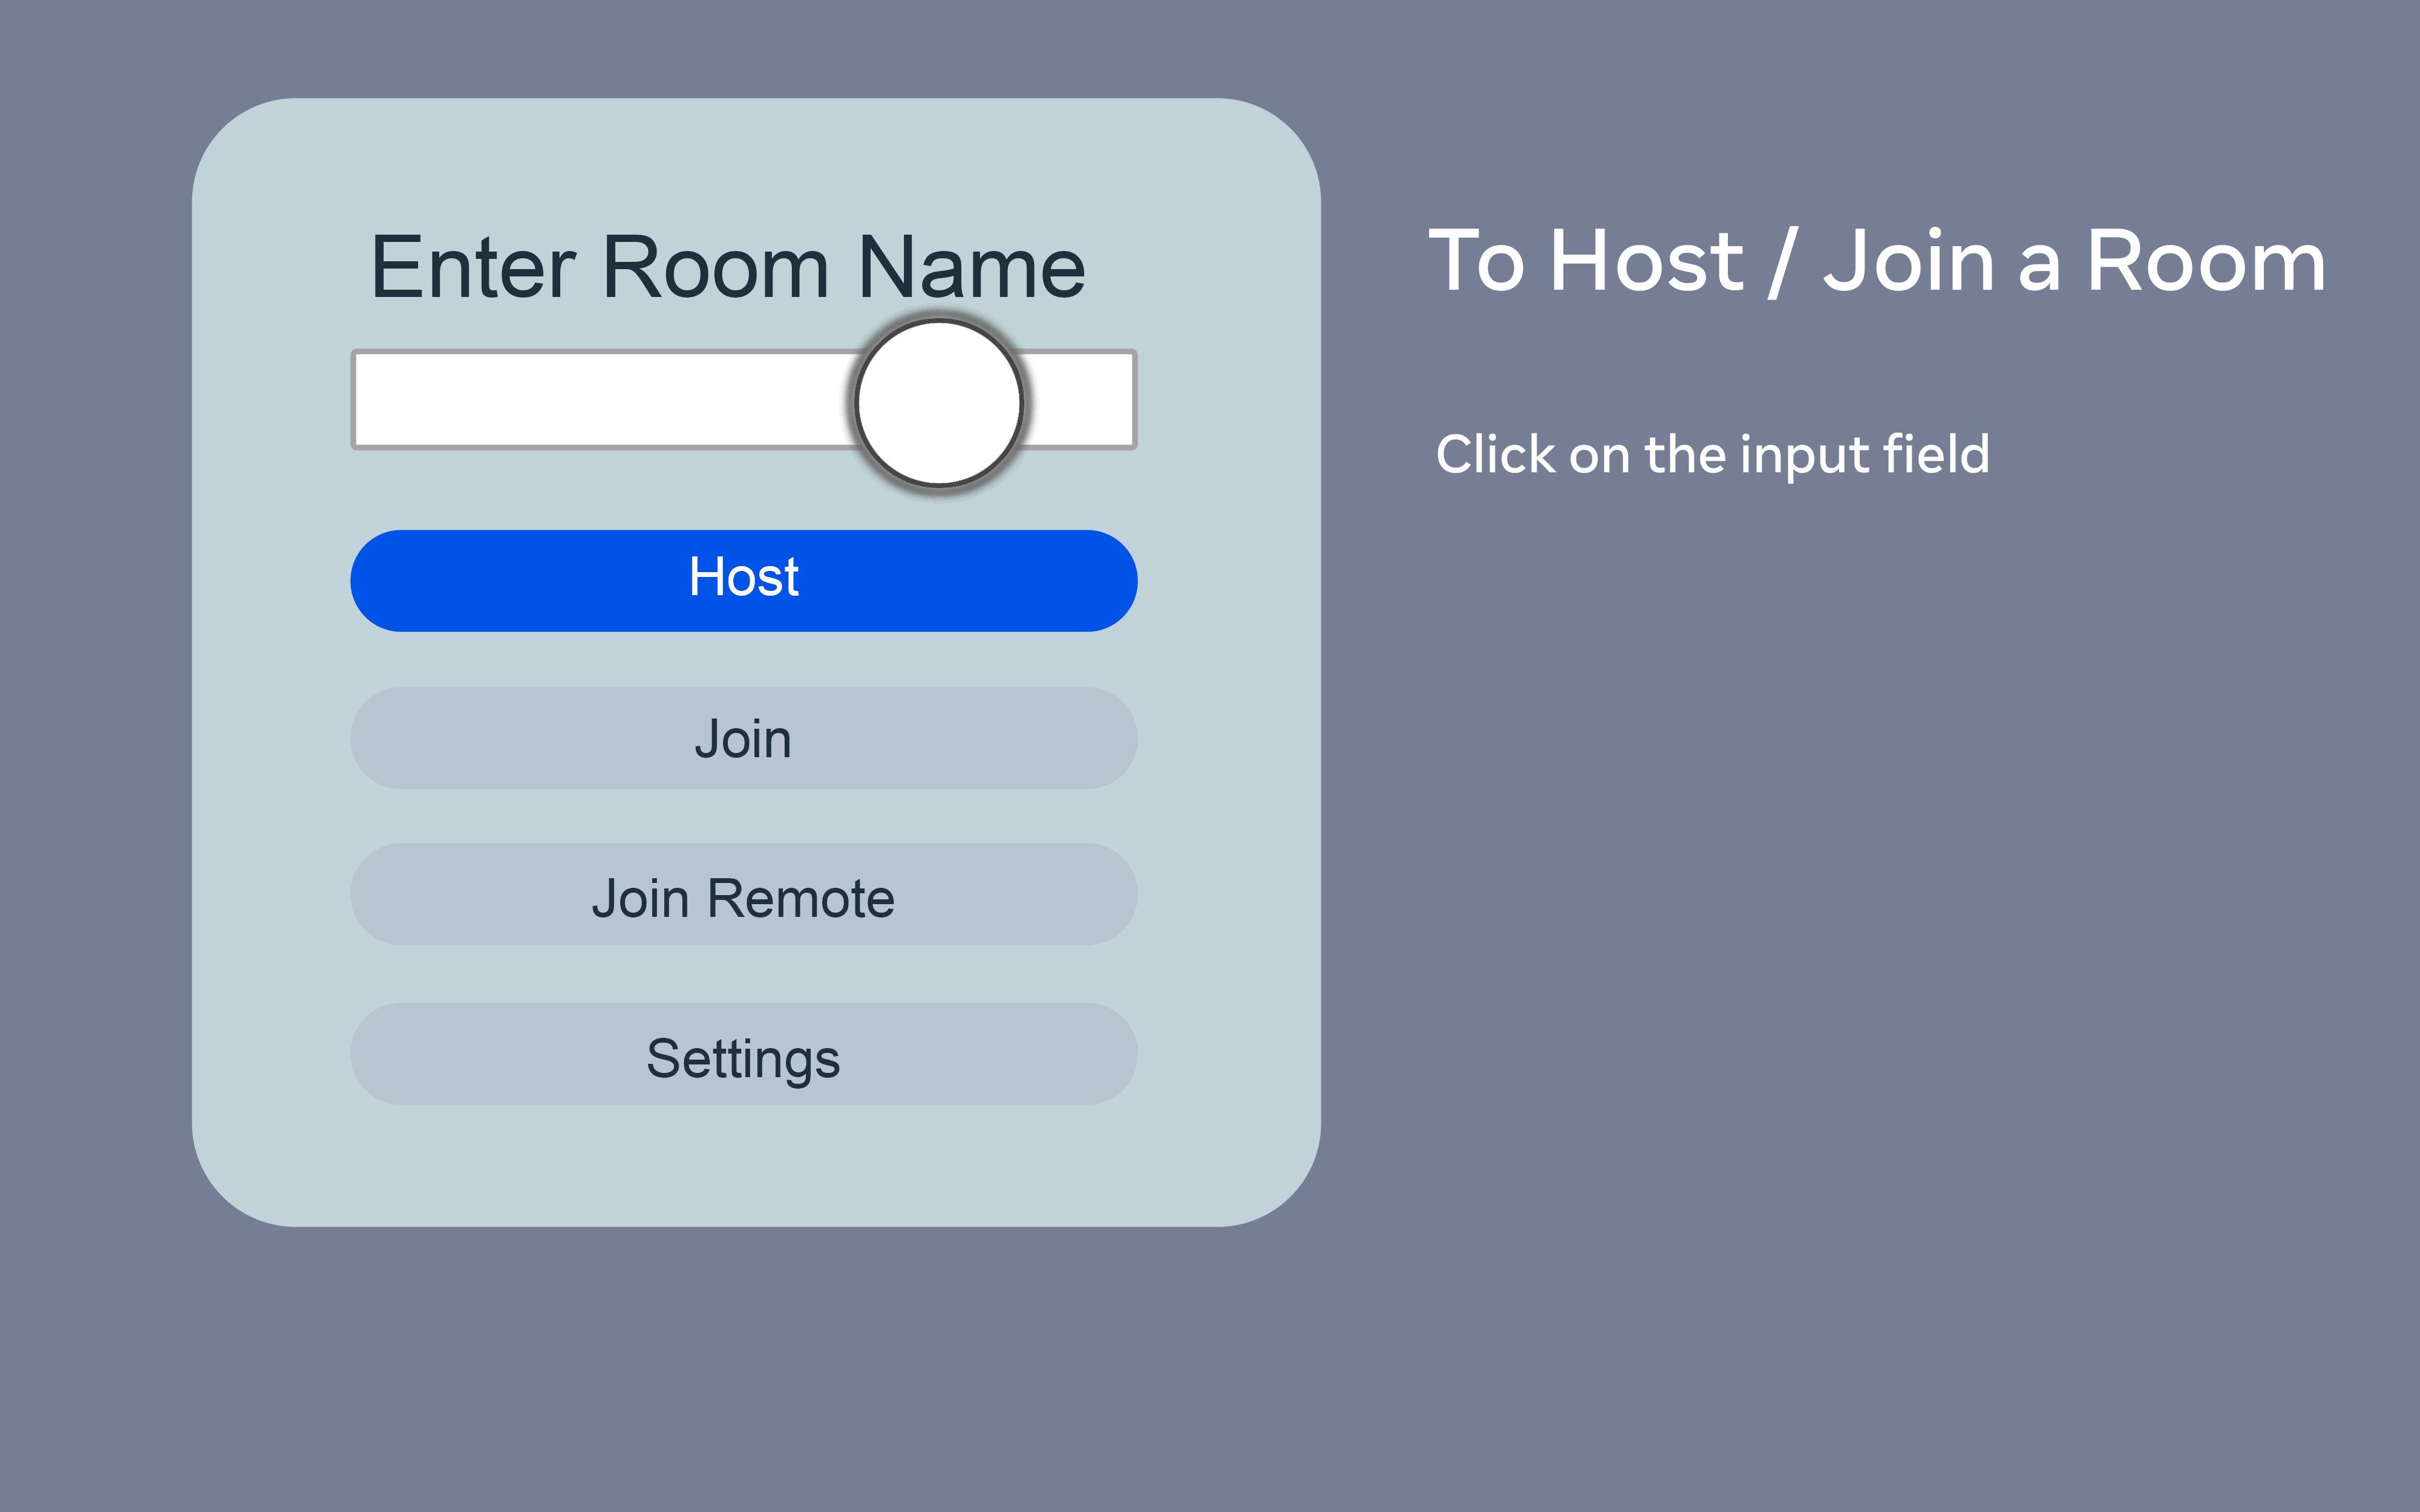 Enter Room Name
Host
Join
Join Remote
Settings
To Host / Join a Room
Click on the input field